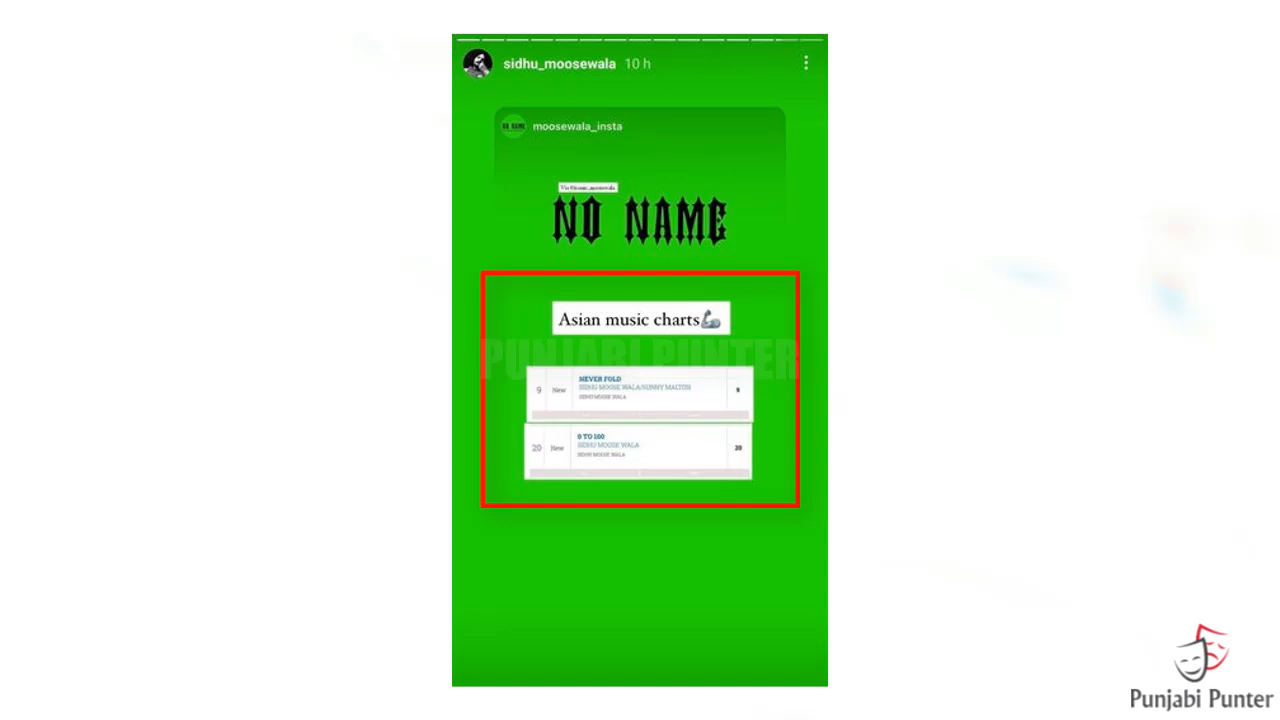 sidhu_moosewala 10 h
moosewala_insta
NO NAME
Asian music charts🦾
PUNJABI PUNTER
9 New NEVER FOLD 9
SIDHU MOOSE WALA/SUNNY MALTON
SIDHU MOOSE WALA
20 New 0 TO 100 20
SIDHU MOOSE WALA
SIDHU MOOSE WALA
Punjabi Punter